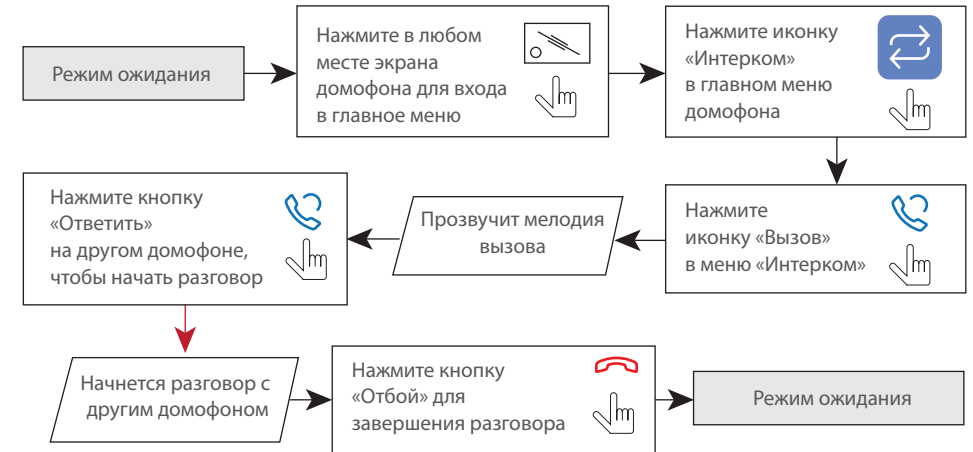 Режим ожидания
Нажмите в любом
месте экрана
домофона для входа
в главное меню
Нажмите иконку
«Интерком»
в главном меню
домофона
Нажмите
иконку «Вызов»
в меню «Интерком»
Прозвучит мелодия
вызова
Нажмите кнопку
«Ответить»
на другом домофоне,
чтобы начать разговор
Начнется разговор с
другим домофоном
Нажмите кнопку
«Отбой» для
завершения разговора
Режим ожидания